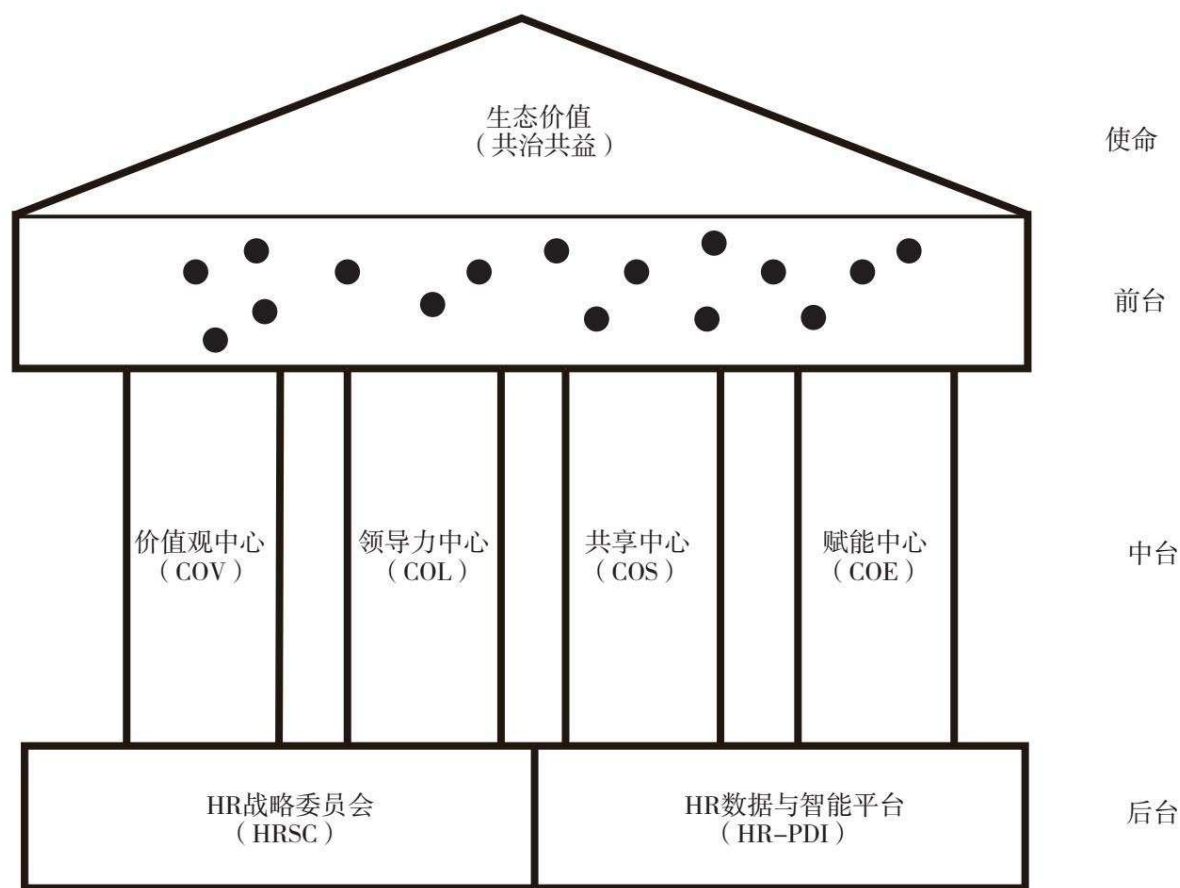 生态价值
（共治共益）
使命
前台
价值观中心
（COV）
领导力中心
（COL）
共享中心
（COS）
赋能中心
（COE）
中台
HR战略委员会
（HRSC）
HR数据与智能平台
（HR-PDI）
后台